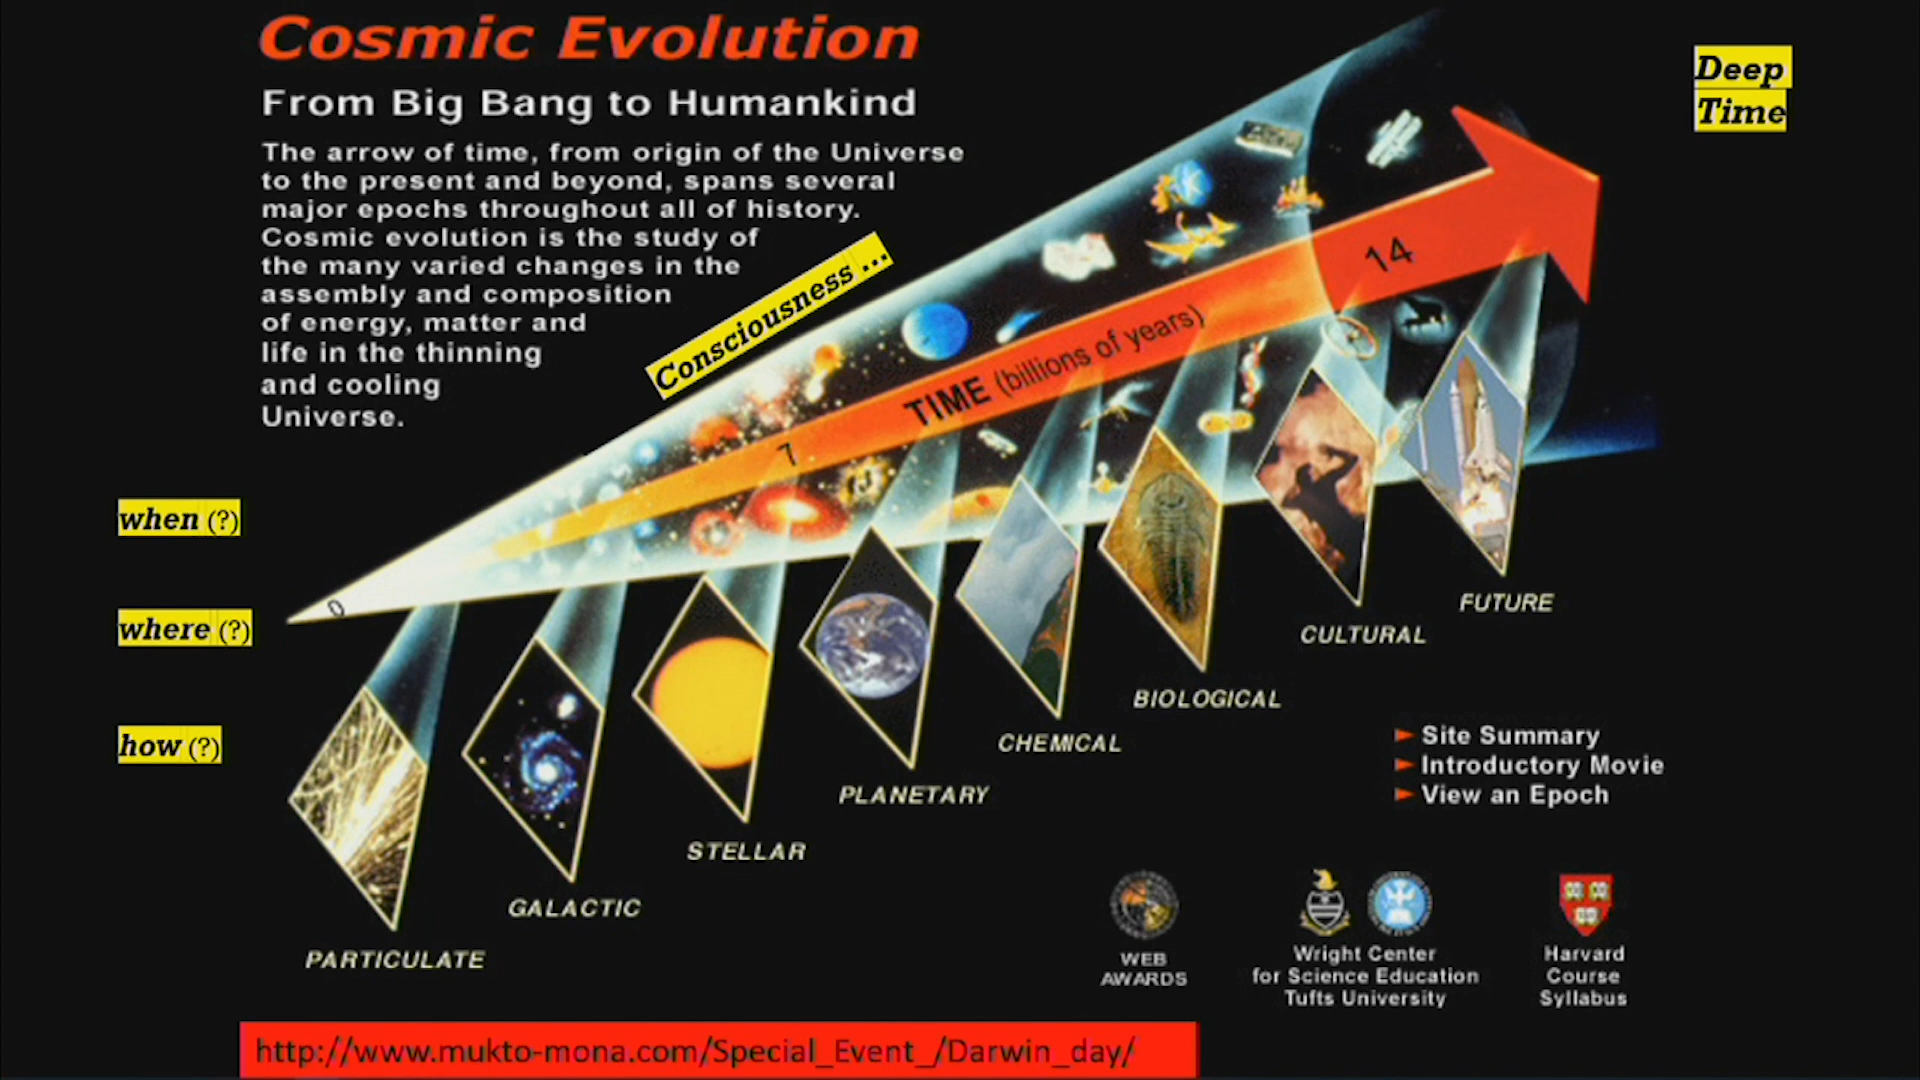 Cosmic Evolution
From Big Bang to Humankind
The arrow of time, from origin of the Universe
to the present and beyond, spans several
major epochs throughout all of history.
Cosmic evolution is the study of
the many varied changes in the
assembly and composition
of energy, matter and
life in the thinning
and cooling
Universe.
Deep
Time
Consciousness ...
14
TIME (billions of years)
7
0
when (?)
where (?)
how (?)
FUTURE
CULTURAL
BIOLOGICAL
CHEMICAL
PLANETARY
STELLAR
GALACTIC
PARTICULATE
Site Summary
Introductory Movie
View an Epoch
WEB
AWARDS
Wright Center
for Science Education
Tufts University
Harvard
Course
Syllabus
http://www.mukto-mona.com/Special_Event_/Darwin_day/